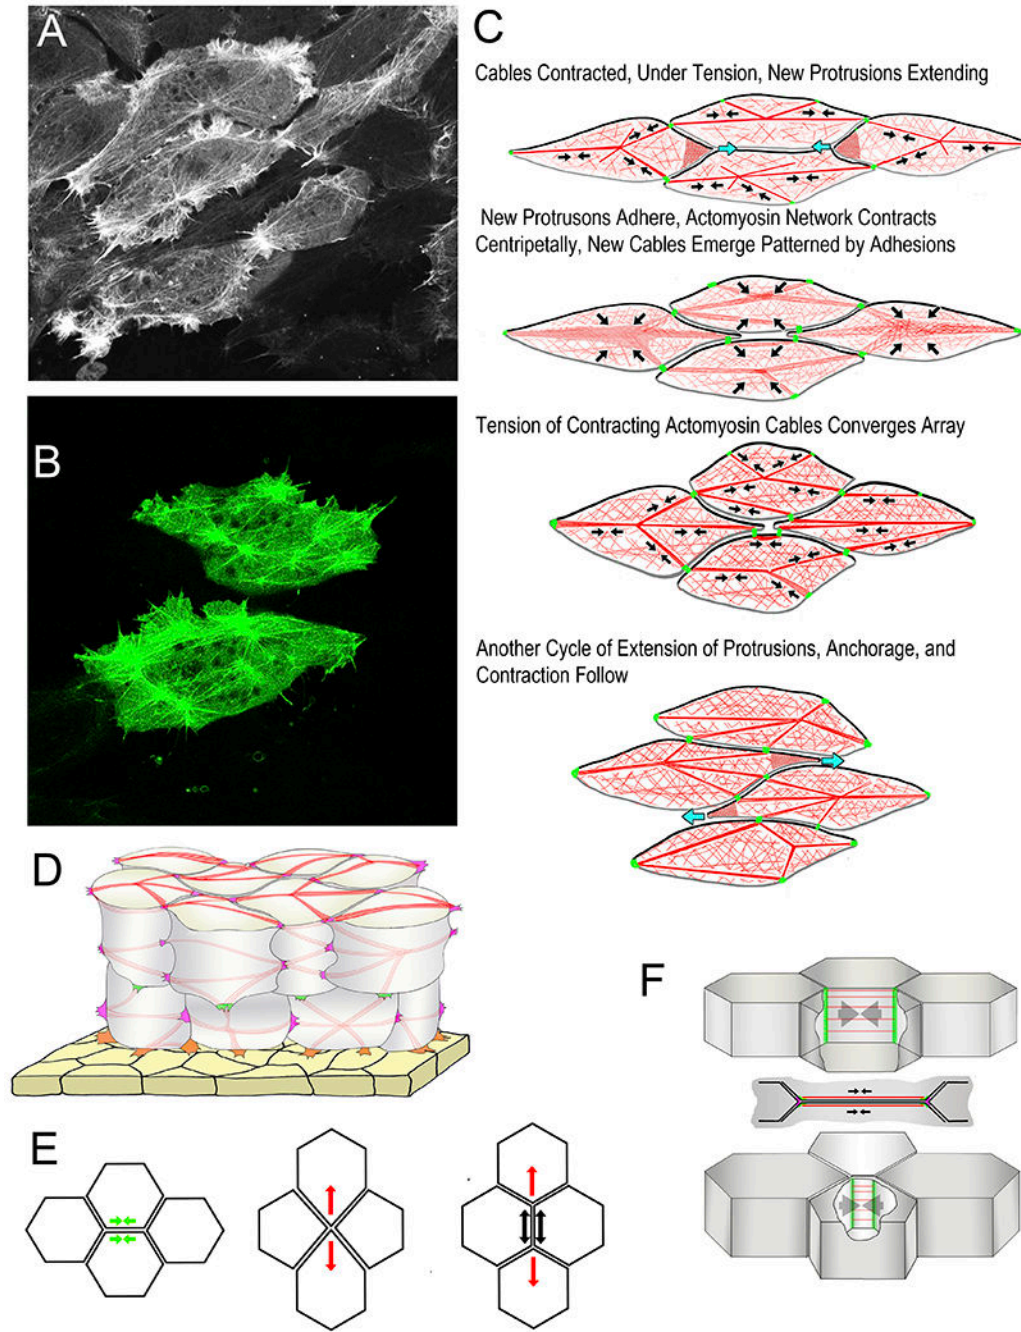 A
C
Cables Contracted, Under Tension, New Protrusions Extending
New Protrusons Adhere, Actomyosin Network Contracts
Centripetally, New Cables Emerge Patterned by Adhesions
B
Tension of Contracting Actomyosin Cables Converges Array
Another Cycle of Extension of Protrusions, Anchorage, and
Contraction Follow
D
F
E